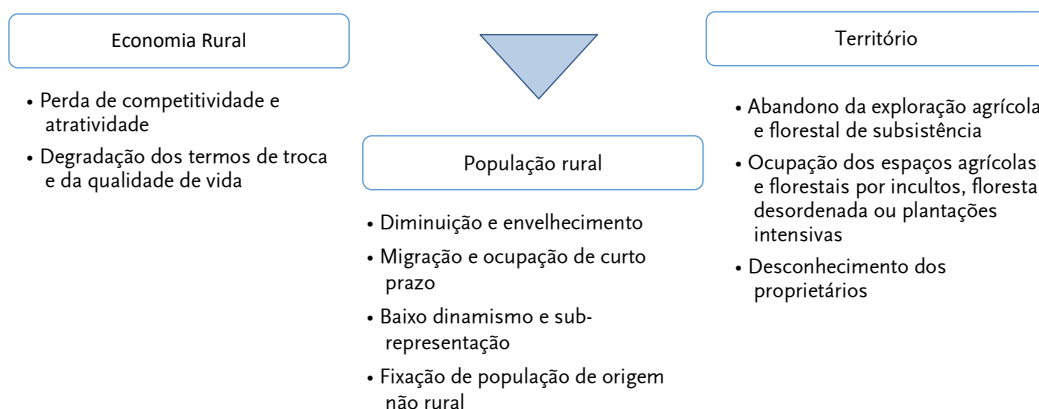 Economia Rural
• Perda de competitividade e
atratividade
• Degradação dos termos de troca
e da qualidade de vida
População rural
• Diminuição e envelhecimento
• Migração e ocupação de curto
prazo
• Baixo dinamismo e sub-
representação
• Fixação de população de origem
não rural
Território
• Abandono da exploração agrícola
e florestal de subsistência
• Ocupação dos espaços agrícolas
e florestais por incultos, floresta
desordenada ou plantações
intensivas
• Desconhecimento dos
proprietários